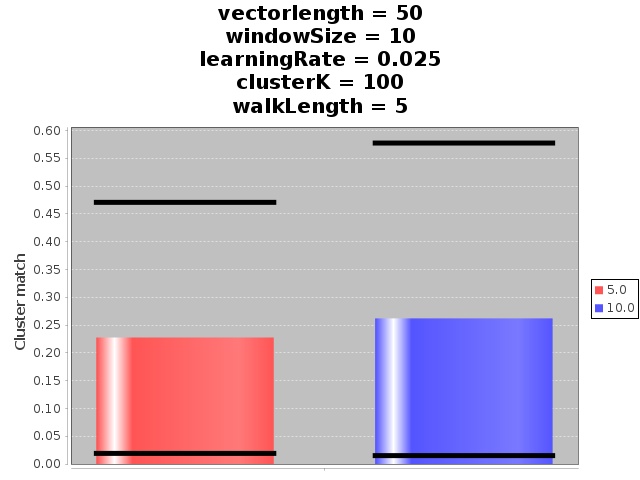 vectorlength = 50
windowSize = 10
learningRate = 0.025
clusterK = 100
walkLength = 5
0.60
0.55
0.50
0.45
0.40
0.35
0.30
0.25
0.20
0.15
0.10
0.05
0.00
Cluster match
5.0
10.0